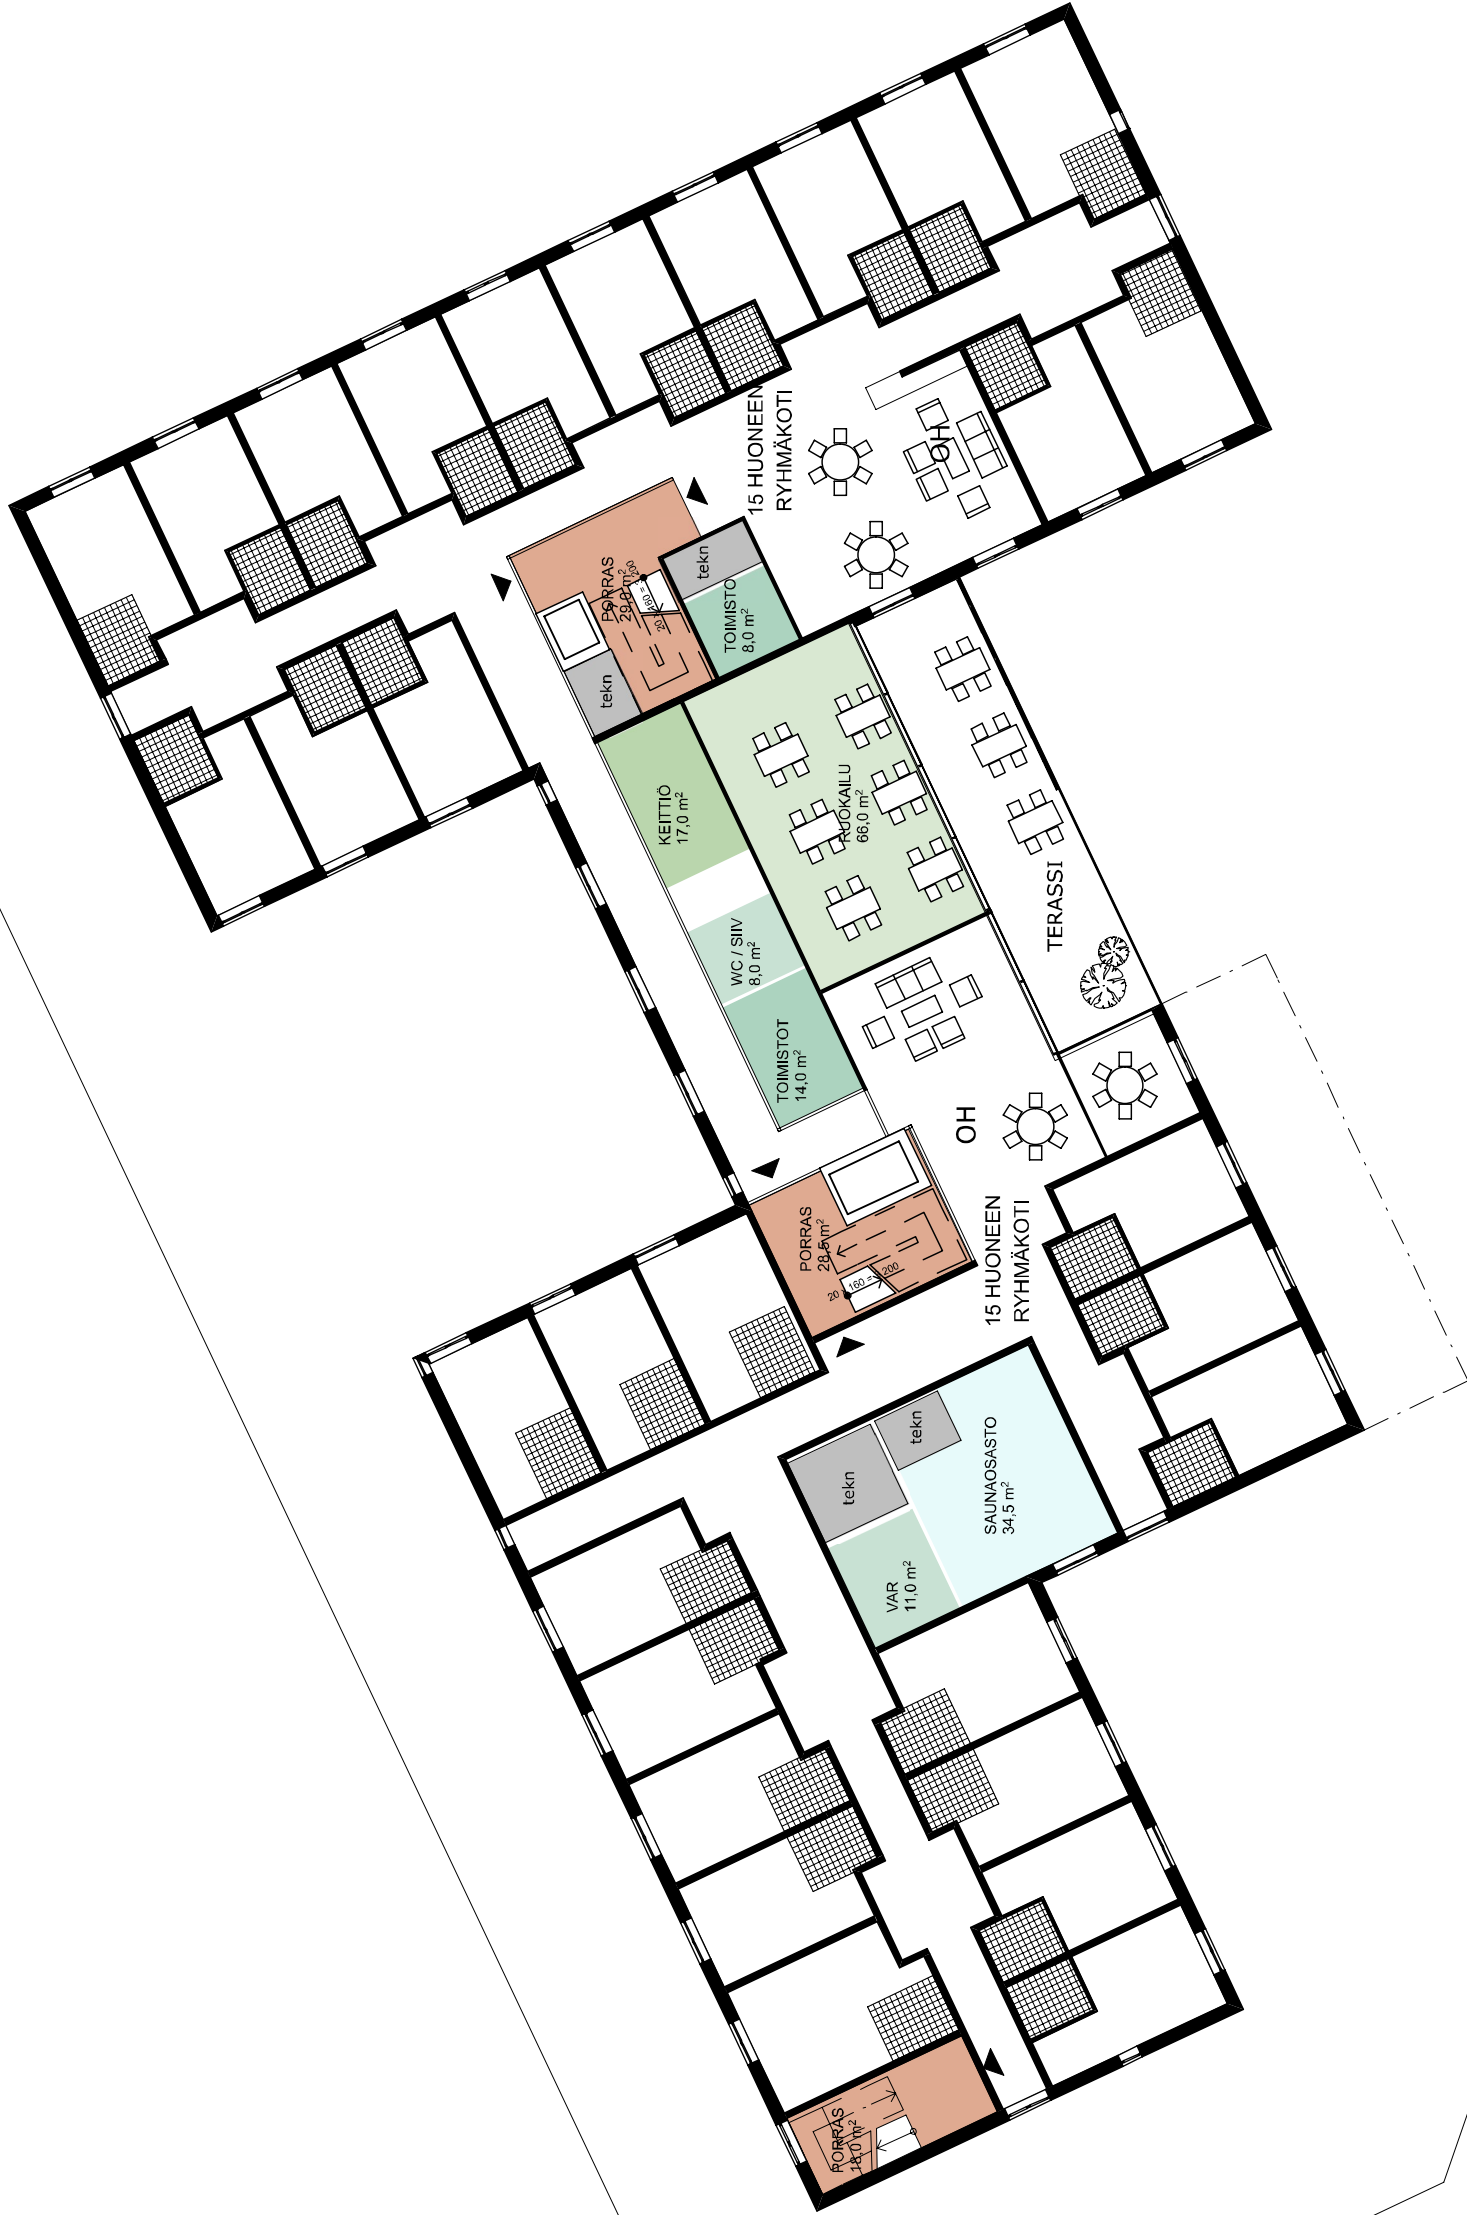 15 HUONEEN
RYHMÄKOTI
OH
tekn
TOIMISTO
8,0 m²
PORRAS
29,0 m²
20
160 =
200
tekn
KEITTIÖ
17,0 m²
RUOKAILU
66,0 m²
TERASSI
WC / SIIV
8,0 m²
TOIMISTOT
14,0 m²
OH
PORRAS
28,5 m²
20
160 =
200
15 HUONEEN
RYHMÄKOTI
tekn
tekn
SAUNAOSASTO
34,5 m²
VAR
11,0 m²
PORRAS
18,0 m²